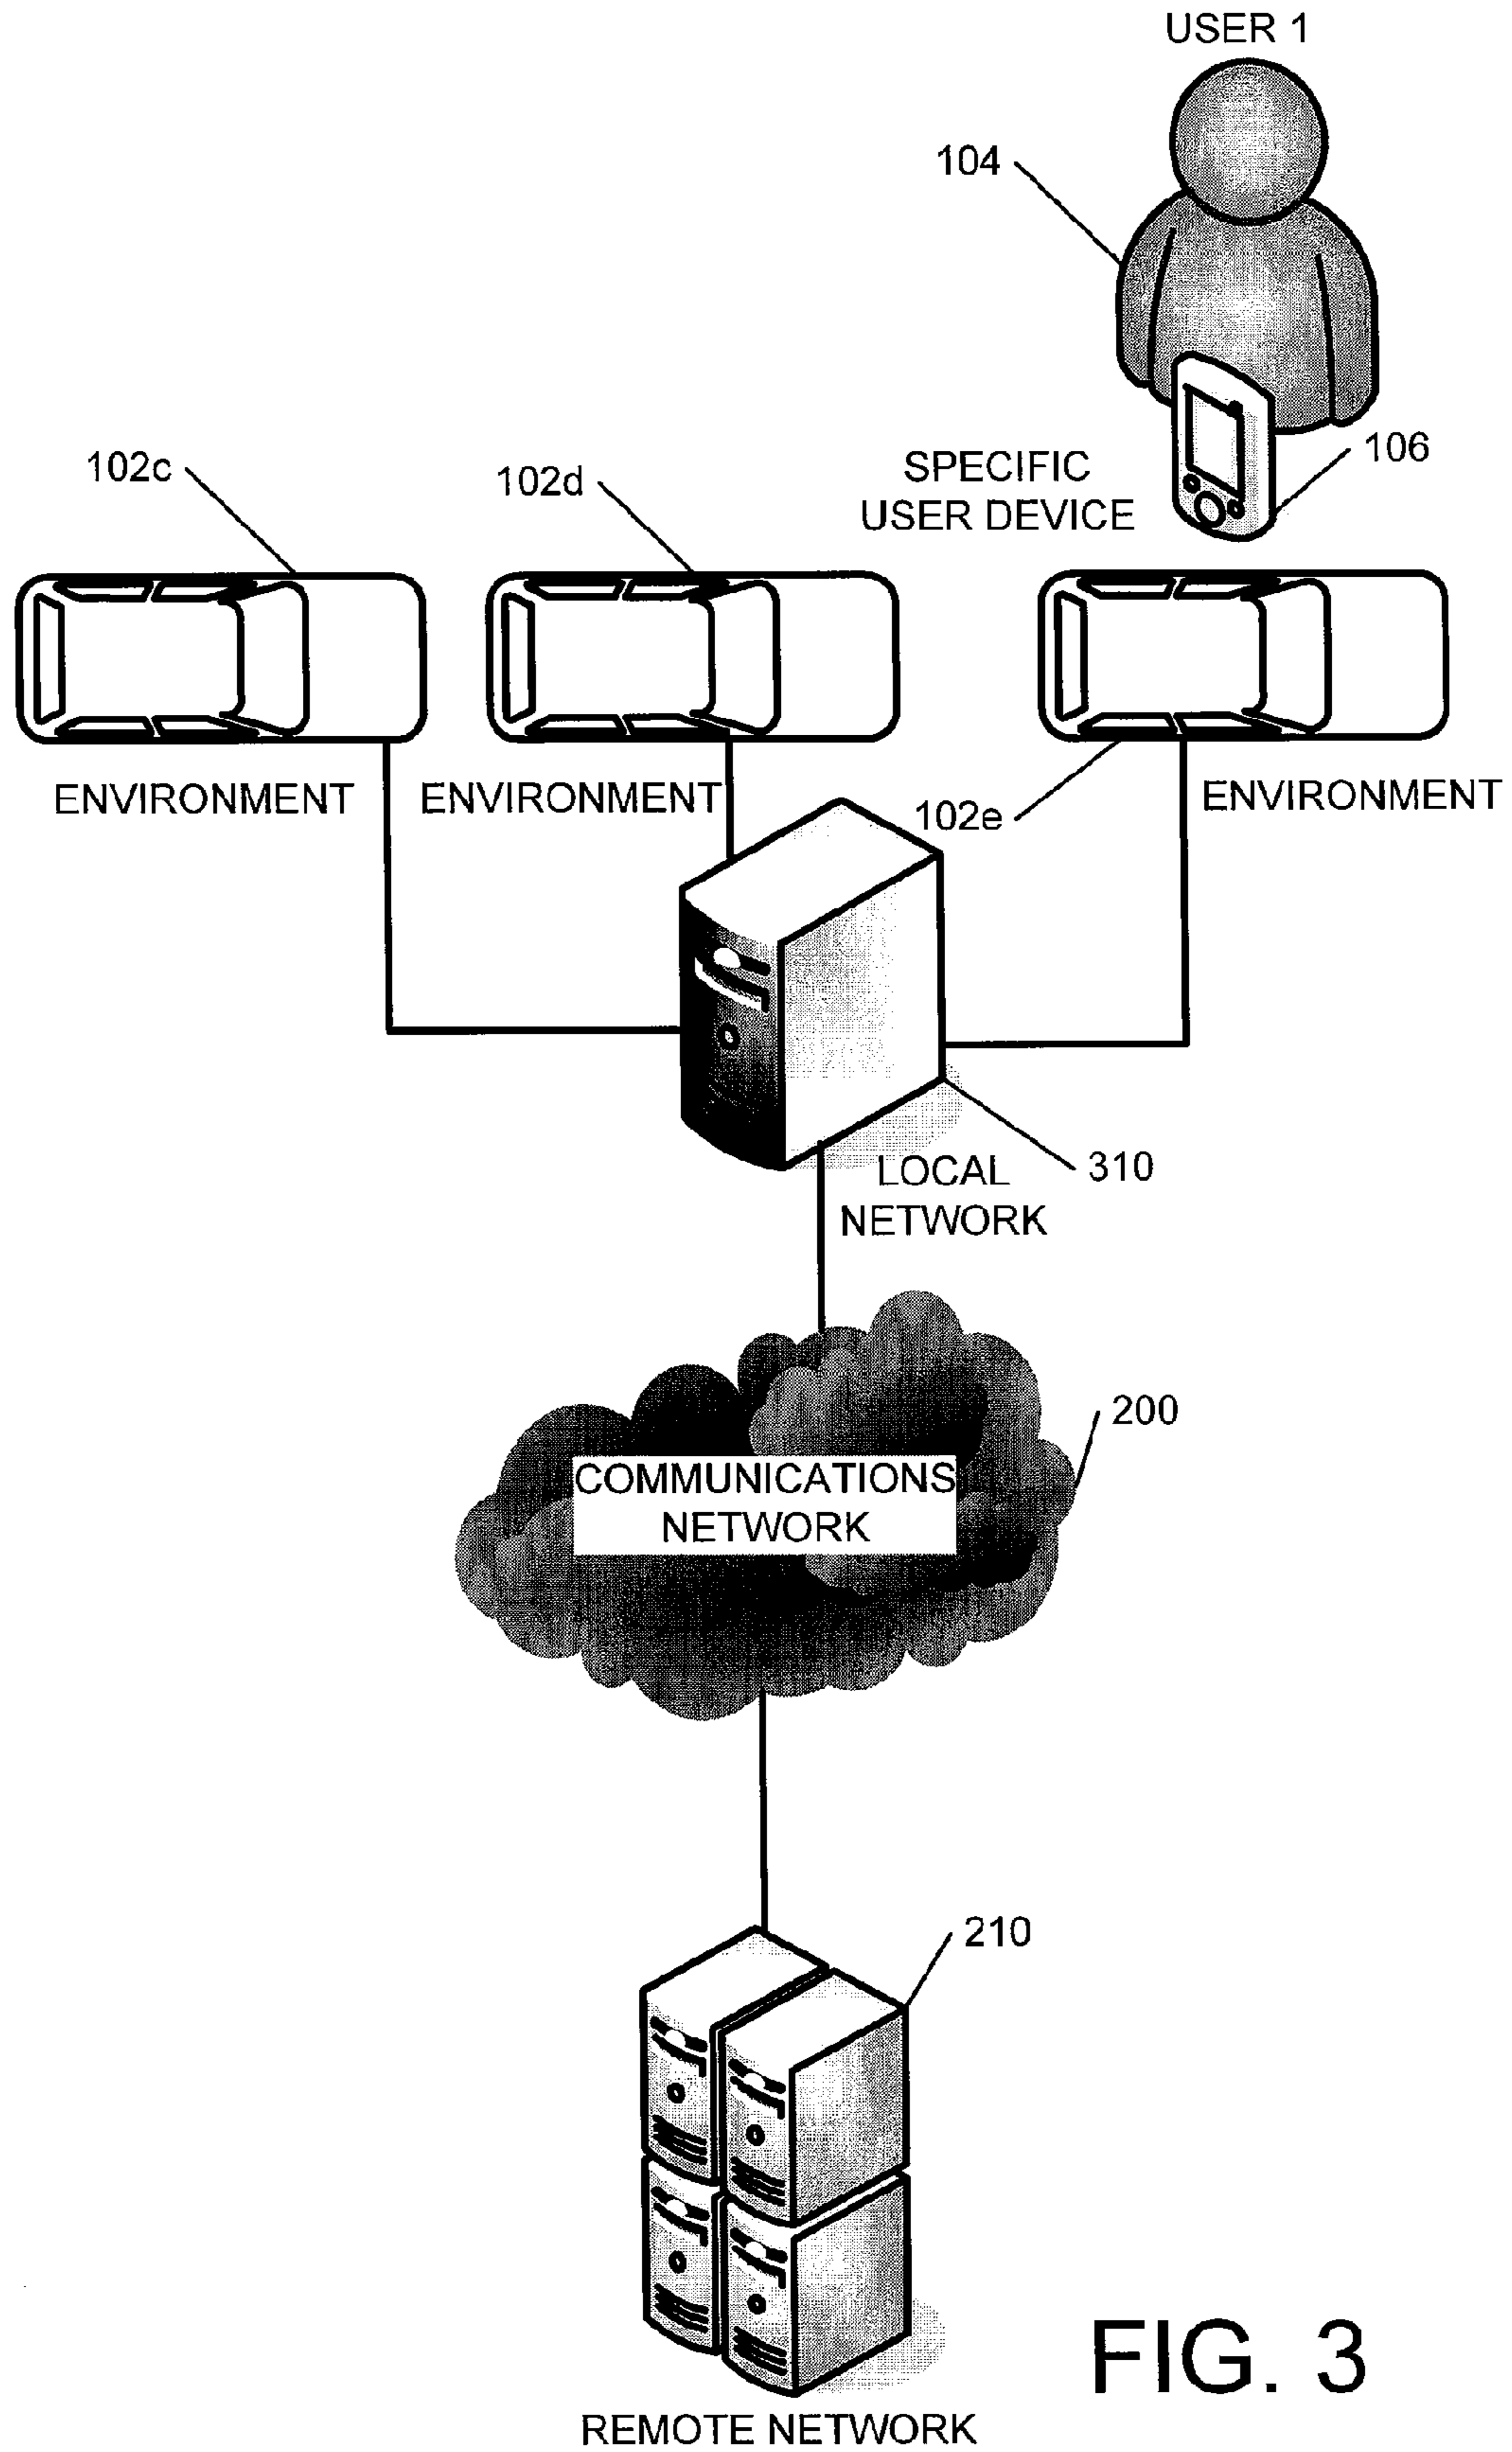 USER 1
104
102c
102d
SPECIFIC
USER DEVICE
106
ENVIRONMENT
ENVIRONMENT
102e
ENVIRONMENT
310
LOCAL
NETWORK
200
COMMUNICATIONS
NETWORK
210
REMOTE NETWORK
FIG. 3